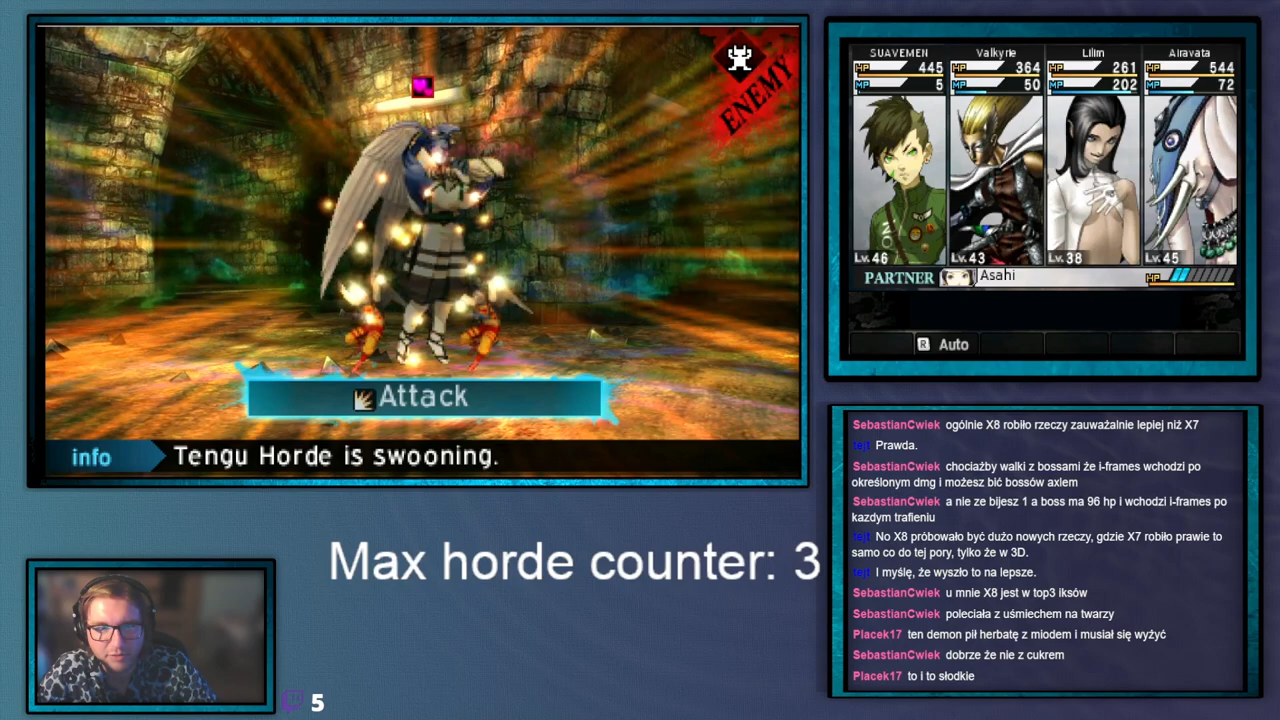 ENEMY
Attack
info Tengu Horde is swooning.
SUAVEMEN Valkyrie Lilim Airavata
HP 445 HP 364 HP 261 HP 544
MP 5 MP 50 MP 202 MP 72
Lv.46 Lv.43 Lv.38 Lv.45
PARTNER Asahi HP
R Auto
Max horde counter: 3
5
SebastianCwiek ogólnie X8 robiło rzeczy zauważalnie lepiej niż X7
tejt Prawda.
SebastianCwiek chociażby walki z bossami że i-frames wchodzi po
określonym dmg i możesz bić bossów axlem
SebastianCwiek a nie ze bijesz 1 a boss ma 96 hp i wchodzi i-frames po
kazdym trafieniu
tejt No X8 próbowało być dużo nowych rzeczy, gdzie X7 robiło prawie to
samo co do tej pory, tylko że w 3D.
tejt I myślę, że wyszło to na lepsze.
SebastianCwiek u mnie X8 jest w top3 iksów
SebastianCwiek poleciała z uśmiechem na twarzy
Placek17 ten demon pił herbatę z miodem i musiał się wyżyć
SebastianCwiek dobrze że nie z cukrem
Placek17 to i to słodkie